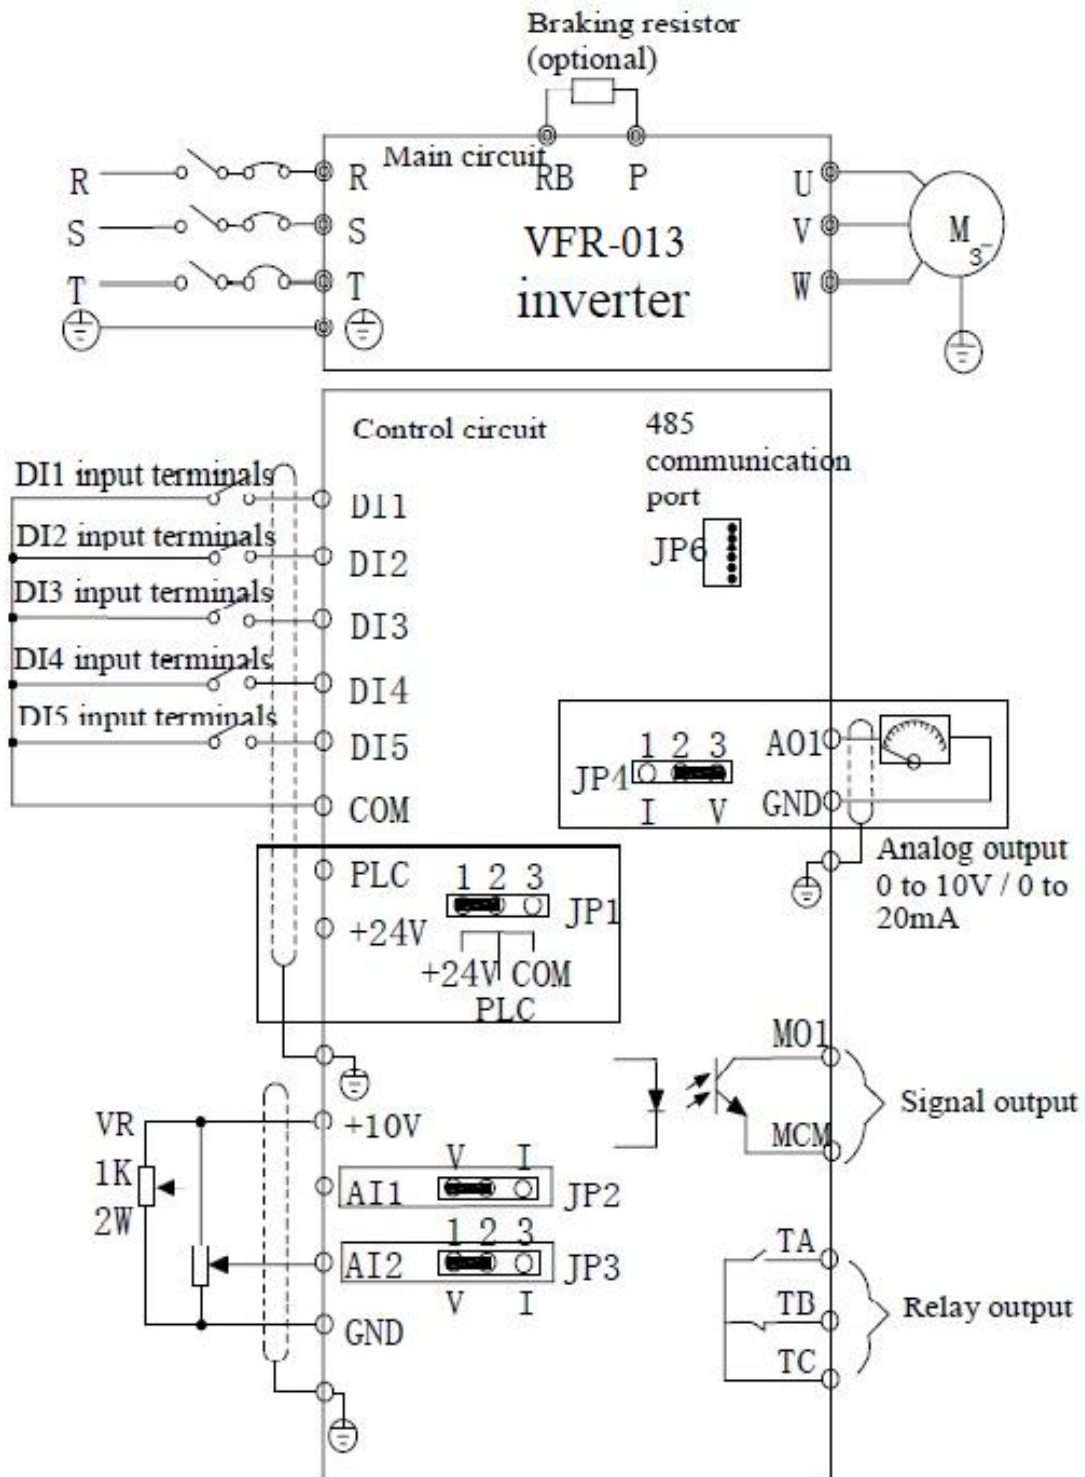 Braking resistor
(optional)
Main circuit
RB P
R R U
S S V
T T W
VFR-013
inverter
M
3~
Control circuit
485
communication
port
JP6
DI1 input terminals
DI1
DI2 input terminals
DI2
DI3 input terminals
DI3
DI4 input terminals
DI4
DI5 input terminals
DI5
COM
1 2 3
JP4
I V
AO1
GND
Analog output
0 to 10V / 0 to
20mA
PLC
+24V
1 2 3
JP1
+24V COM
PLC
MO1
MCM
Signal output
VR
1K
2W
+10V
V I
AI1
JP2
1 2 3
AI2
JP3
V I
GND
TA
TB
TC
Relay output